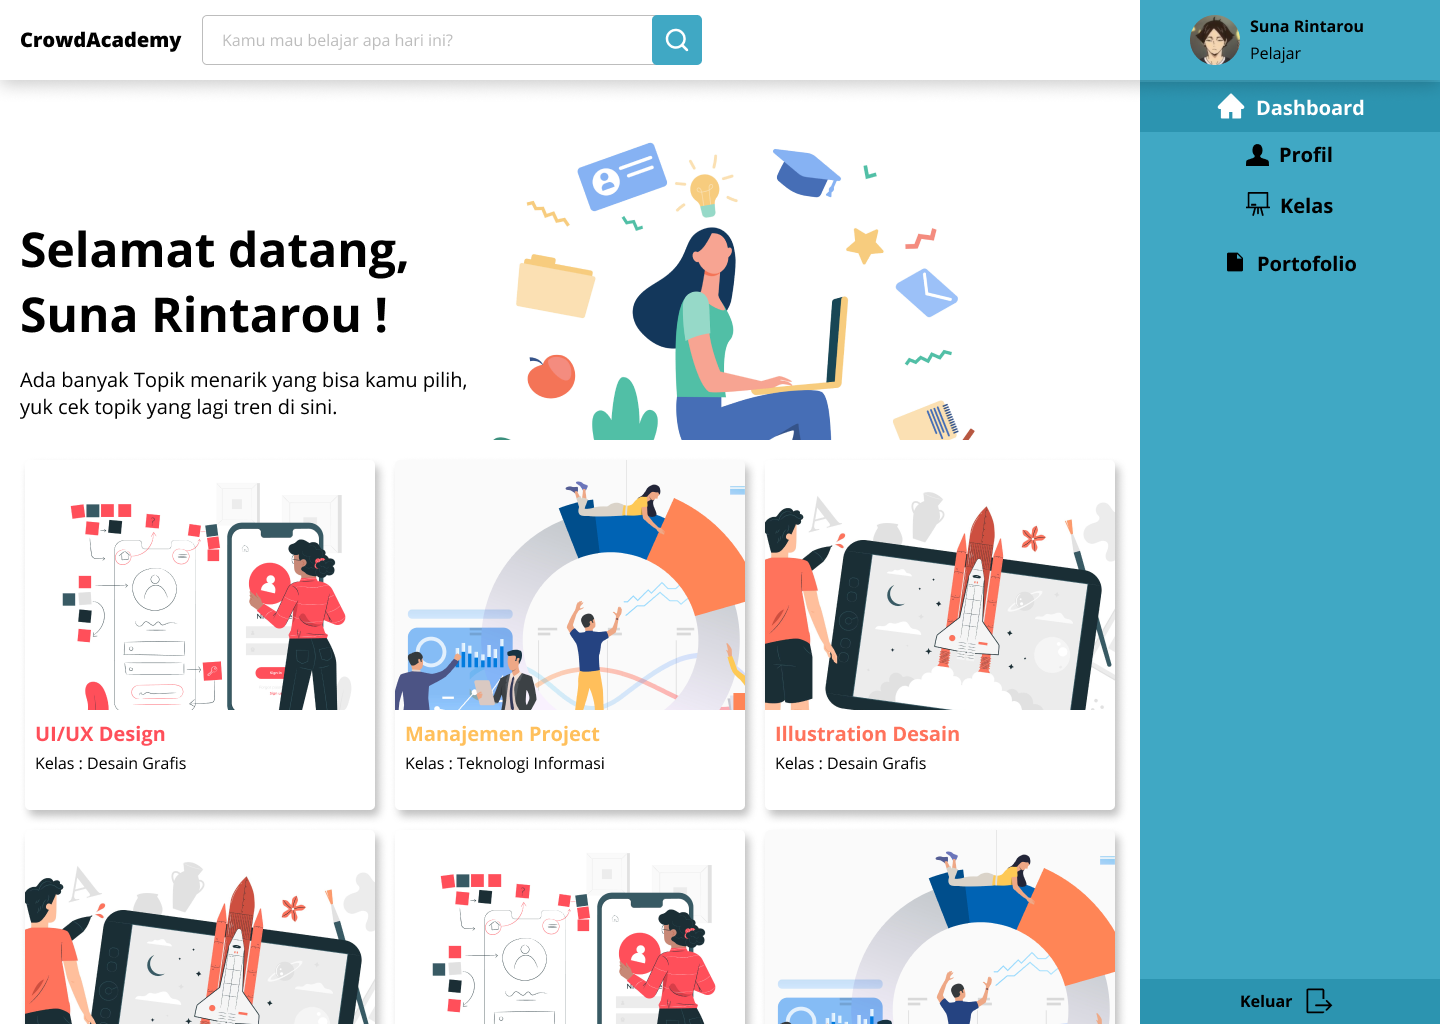 CrowdAcademy
Kamu mau belajar apa hari ini?
Suna Rintarou
Pelajar
Dashboard
Profil
Kelas
Portofolio
Selamat datang,
Suna Rintarou !
Ada banyak Topik menarik yang bisa kamu pilih,
yuk cek topik yang lagi tren di sini.
A
UI/UX Design
Kelas : Desain Grafis
Manajemen Project
Kelas : Teknologi Informasi
Illustration Desain
Kelas : Desain Grafis
A
Keluar